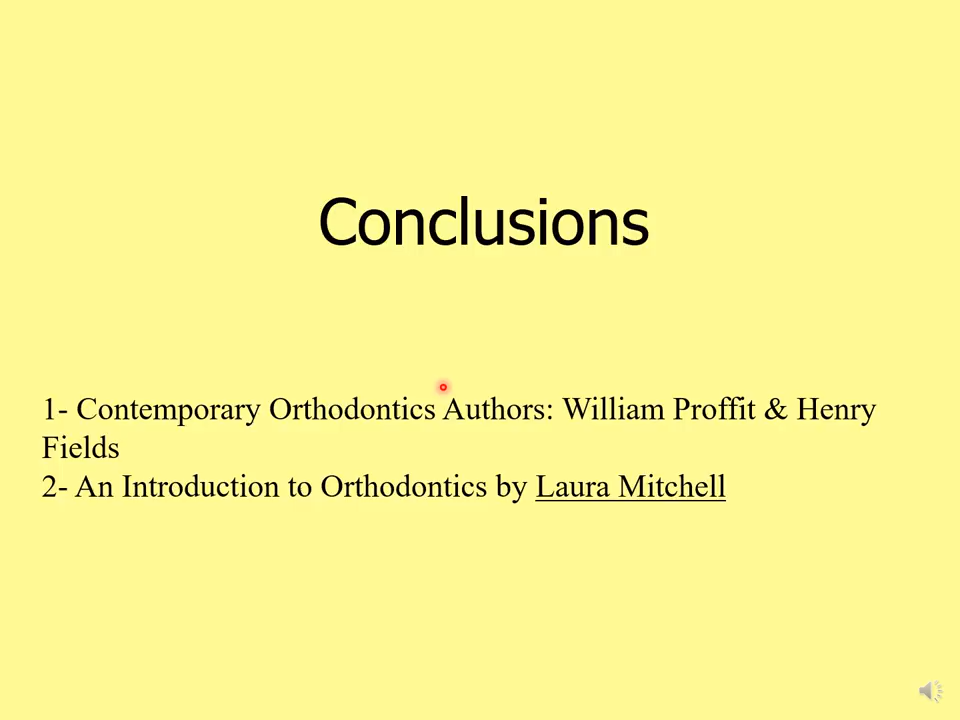 Conclusions
1- Contemporary Orthodontics Authors: William Proffit & Henry
Fields
2- An Introduction to Orthodontics by Laura Mitchell